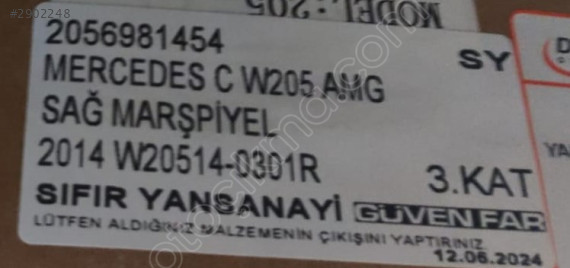 #2902248
MODEL: 205
2056981454
SY
MERCEDES C W205 AMG
SAĞ MARŞPİYEL
2014 W20514-0301R
3.KAT
SIFIR YANSANAYİ GÜVEN FAR
LÜTFEN ALDIĞINIZ MALZEMENİN ÇIKIŞINI YAPTIRINIZ.
12.06.2024